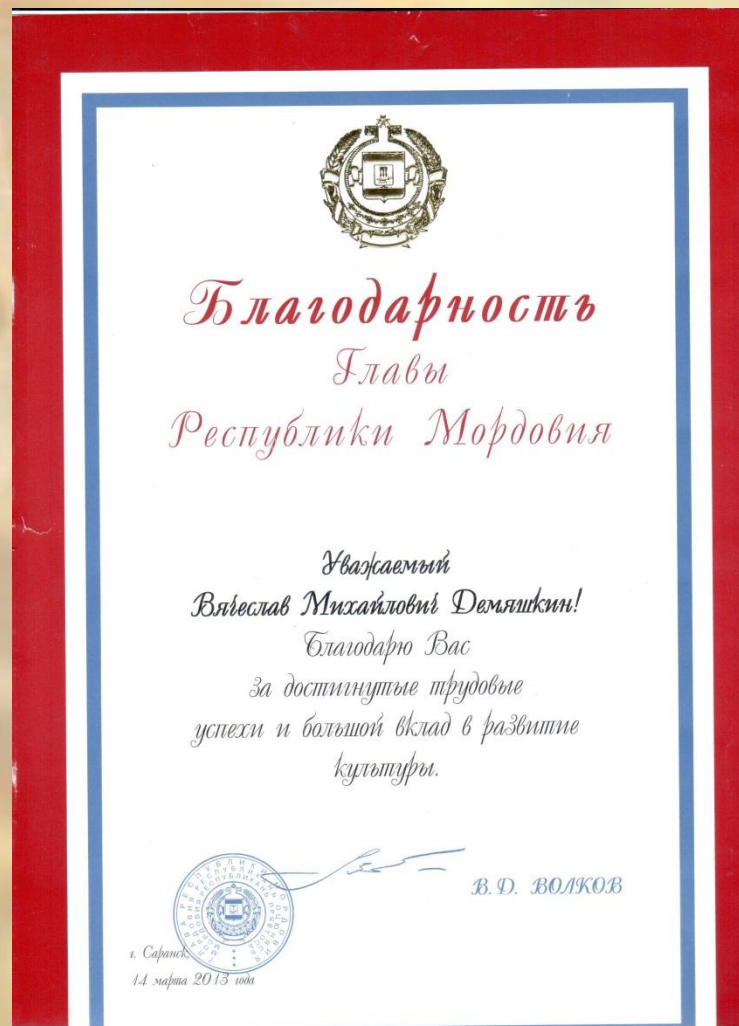 Благодарность
Главы
Республики Мордовия
Уважаемый
Вячеслав Михайлович Демяшкин!
Благодарю Вас
за достигнутые трудовые
успехи и большой вклад в развитие
культуры.
В.Д. ВОЛКОВ
г. Саранск,
14 марта 2013 года